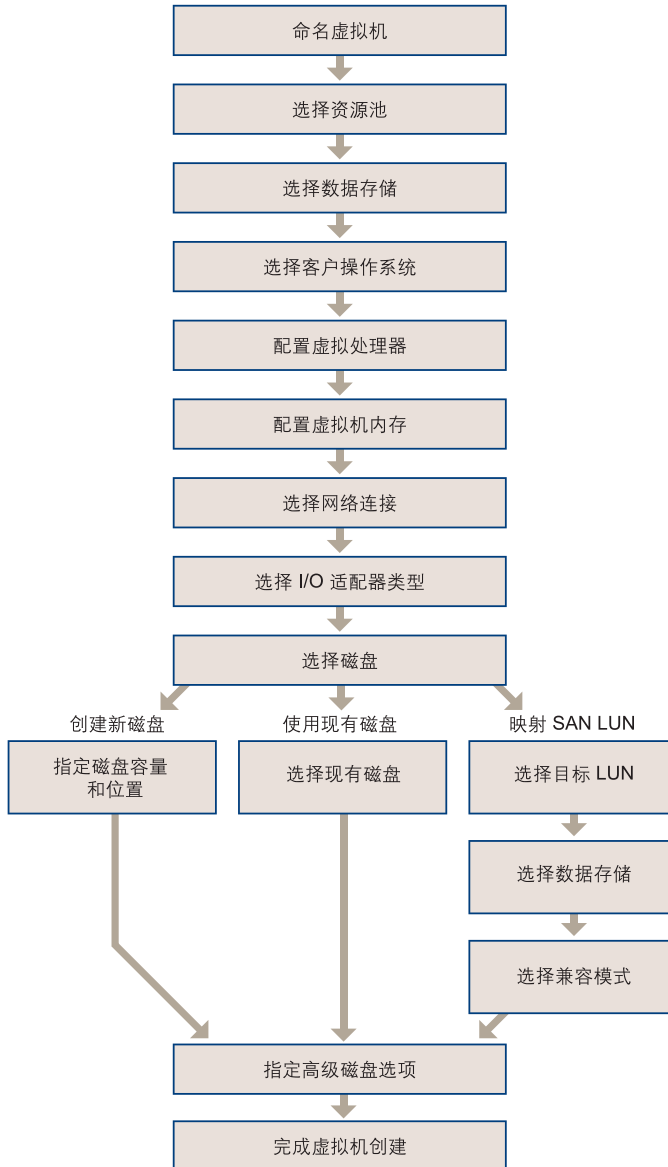 命名虚拟机
选择资源池
选择数据存储
选择客户操作系统
配置虚拟处理器
配置虚拟机内存
选择网络连接
选择 I/O 适配器类型
选择磁盘
创建新磁盘
使用现有磁盘
映射 SAN LUN
指定磁盘容量
和位置
选择现有磁盘
选择目标 LUN
选择数据存储
选择兼容模式
指定高级磁盘选项
完成虚拟机创建